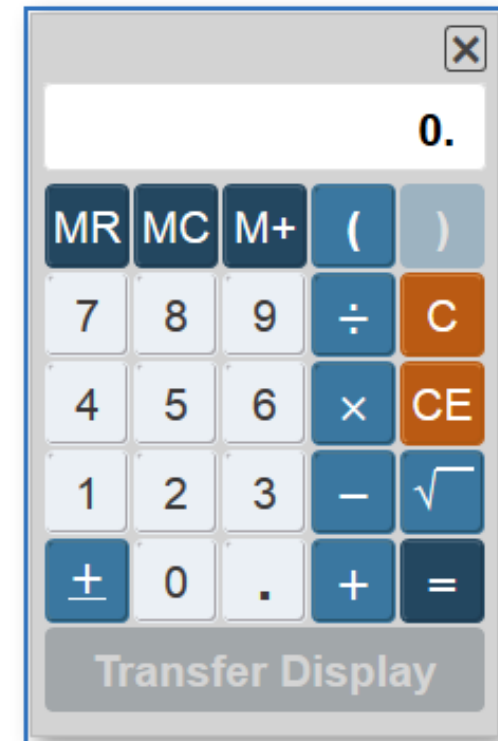 ×
0.
MR MC M+ ( )
7 8 9 ÷ C
4 5 6 × CE
1 2 3 − √
± 0 . + =
Transfer Display